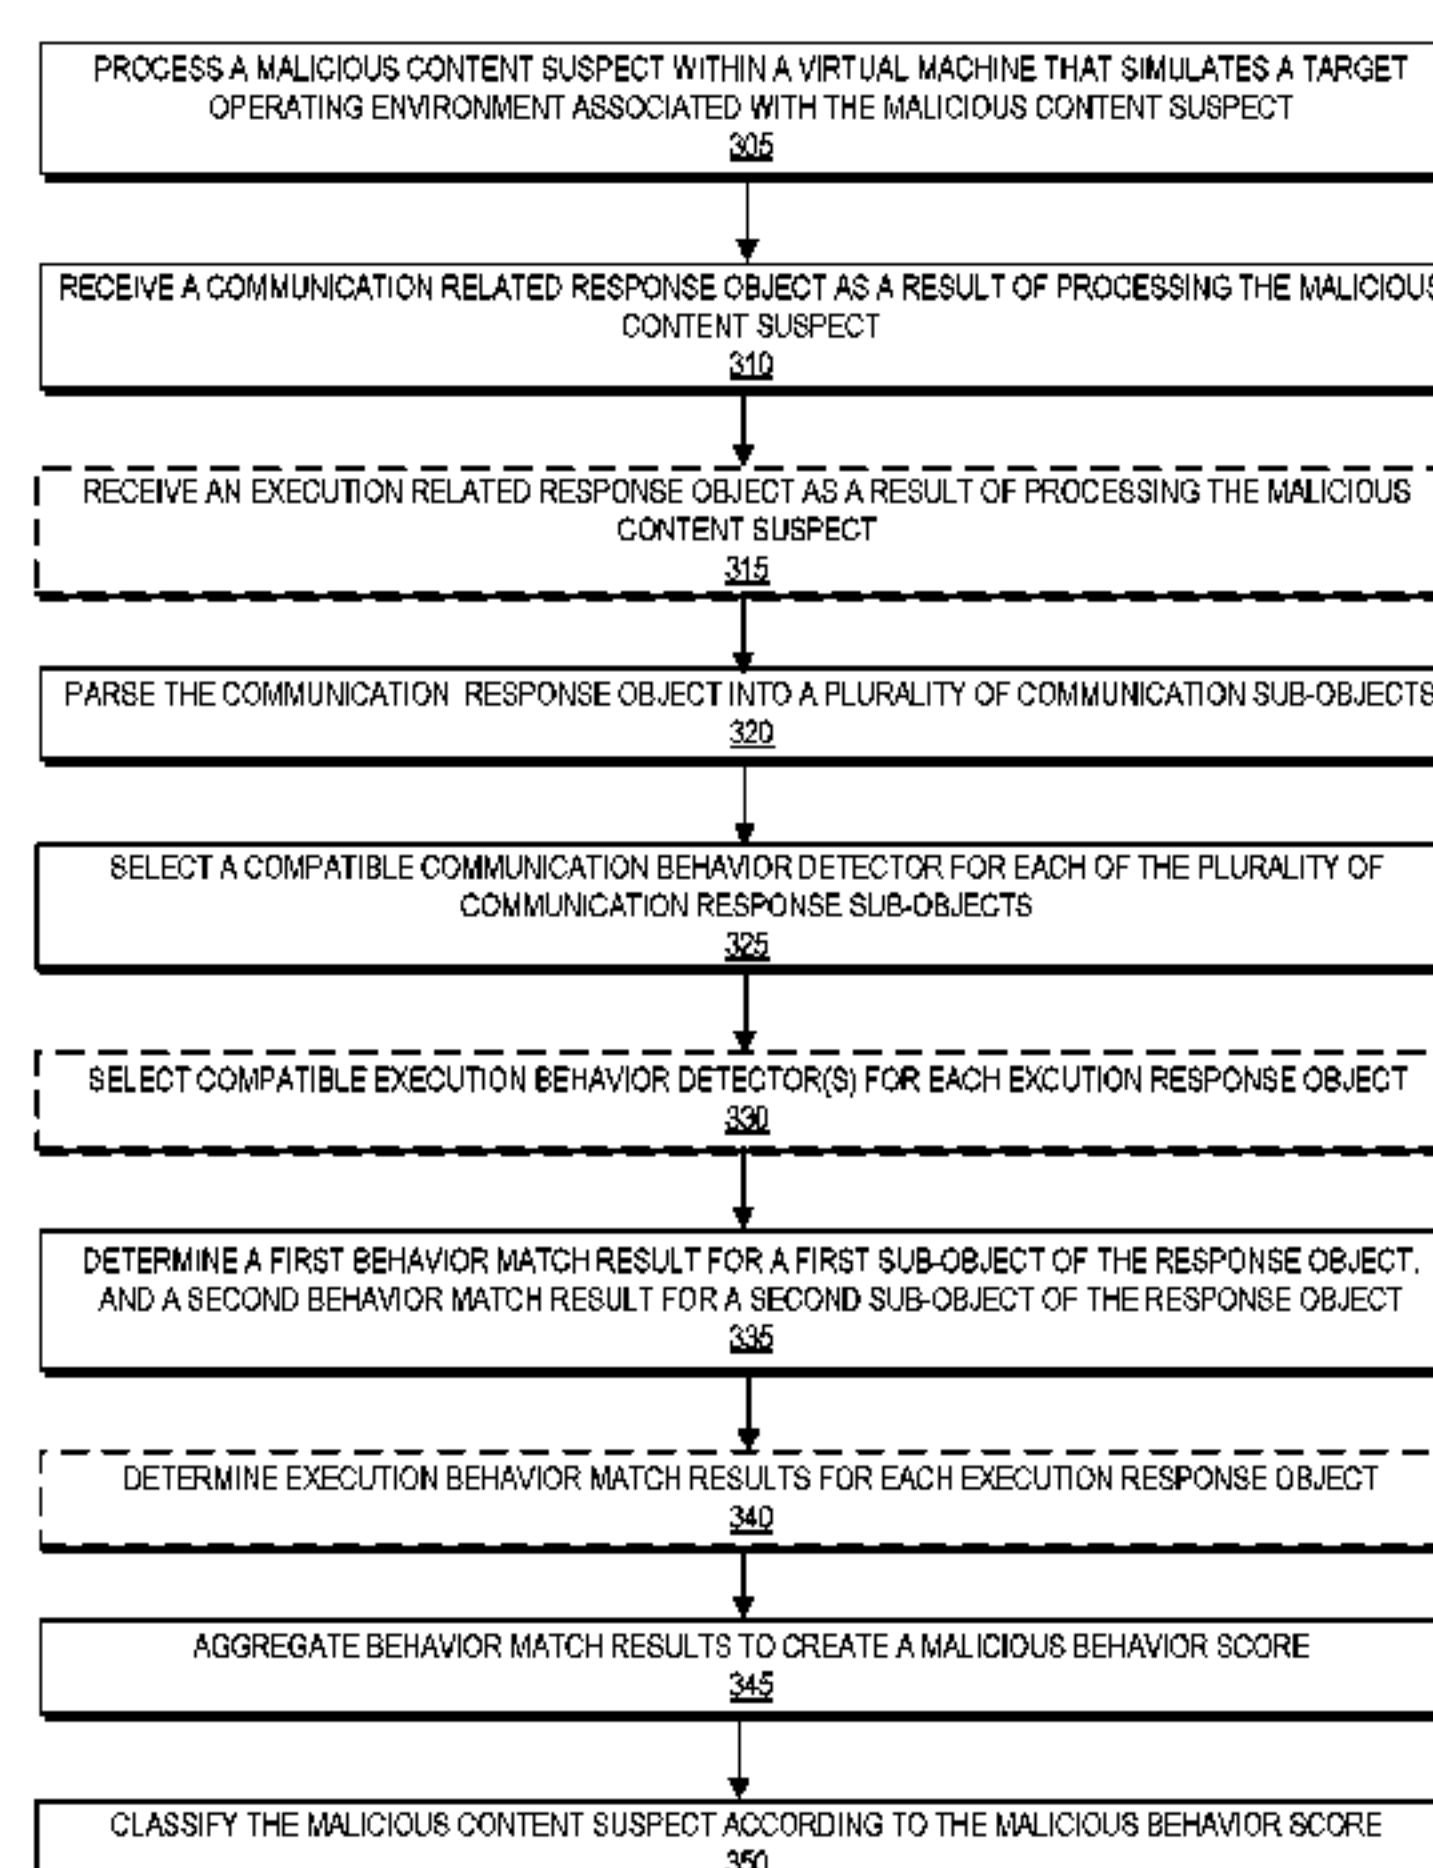 PROCESS A MALICIOUS CONTENT SUSPECT WITHIN A VIRTUAL MACHINE THAT SIMULATES A TARGET
OPERATING ENVIRONMENT ASSOCIATED WITH THE MALICIOUS CONTENT SUSPECT
305
RECEIVE A COMMUNICATION RELATED RESPONSE OBJECT AS A RESULT OF PROCESSING THE MALICIOUS
CONTENT SUSPECT
310
RECEIVE AN EXECUTION RELATED RESPONSE OBJECT AS A RESULT OF PROCESSING THE MALICIOUS
CONTENT SUSPECT
315
PARSE THE COMMUNICATION RESPONSE OBJECT INTO A PLURALITY OF COMMUNICATION SUB-OBJECTS
320
SELECT A COMPATIBLE COMMUNICATION BEHAVIOR DETECTOR FOR EACH OF THE PLURALITY OF
COMMUNICATION RESPONSE SUB-OBJECTS
325
SELECT COMPATIBLE EXECUTION BEHAVIOR DETECTOR(S) FOR EACH EXCUTION RESPONSE OBJECT
330
DETERMINE A FIRST BEHAVIOR MATCH RESULT FOR A FIRST SUB-OBJECT OF THE RESPONSE OBJECT,
AND A SECOND BEHAVIOR MATCH RESULT FOR A SECOND SUB-OBJECT OF THE RESPONSE OBJECT
335
DETERMINE EXECUTION BEHAVIOR MATCH RESULTS FOR EACH EXECUTION RESPONSE OBJECT
340
AGGREGATE BEHAVIOR MATCH RESULTS TO CREATE A MALICIOUS BEHAVIOR SCORE
345
CLASSIFY THE MALICIOUS CONTENT SUSPECT ACCORDING TO THE MALICIOUS BEHAVIOR SCORE
350